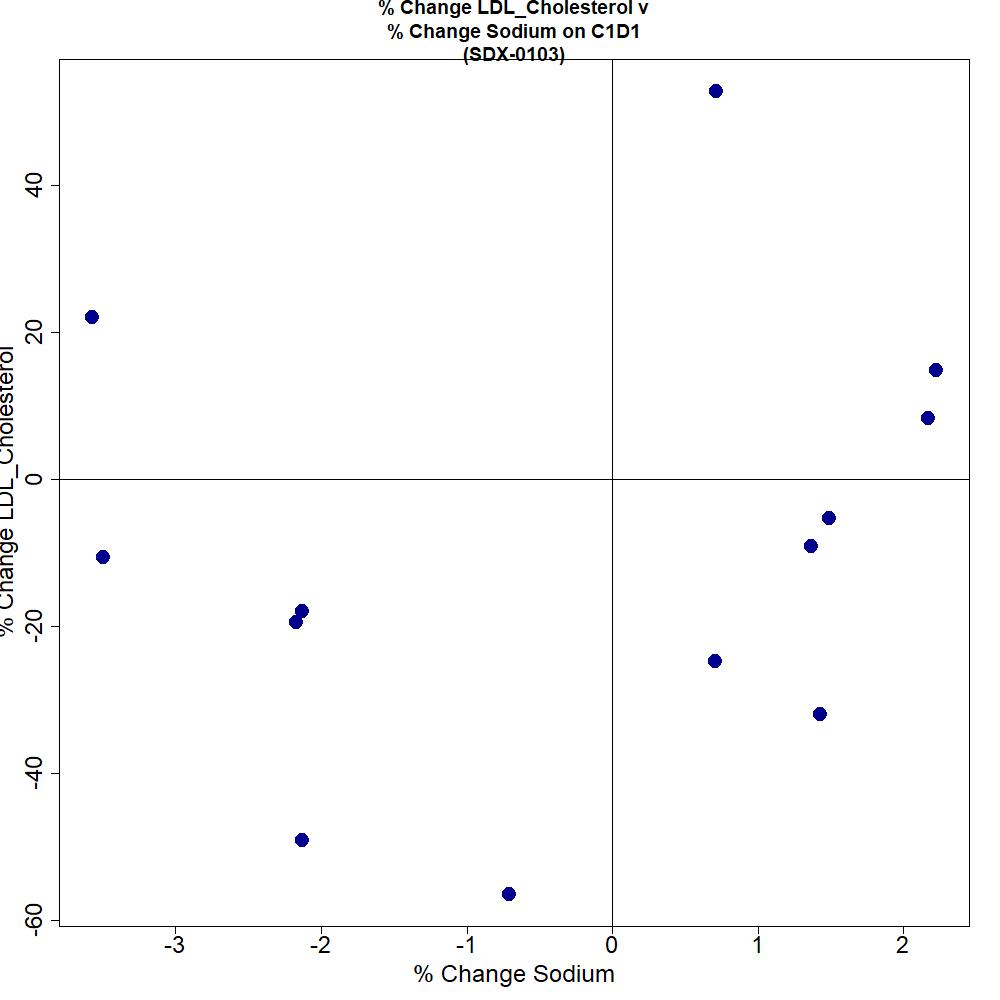 % Change LDL_Cholesterol v
% Change Sodium on C1D1
(SDX-0103)
% Change LDL_Cholesterol
40
20
0
-20
-40
-60
-3
-2
-1
0
1
2
% Change Sodium